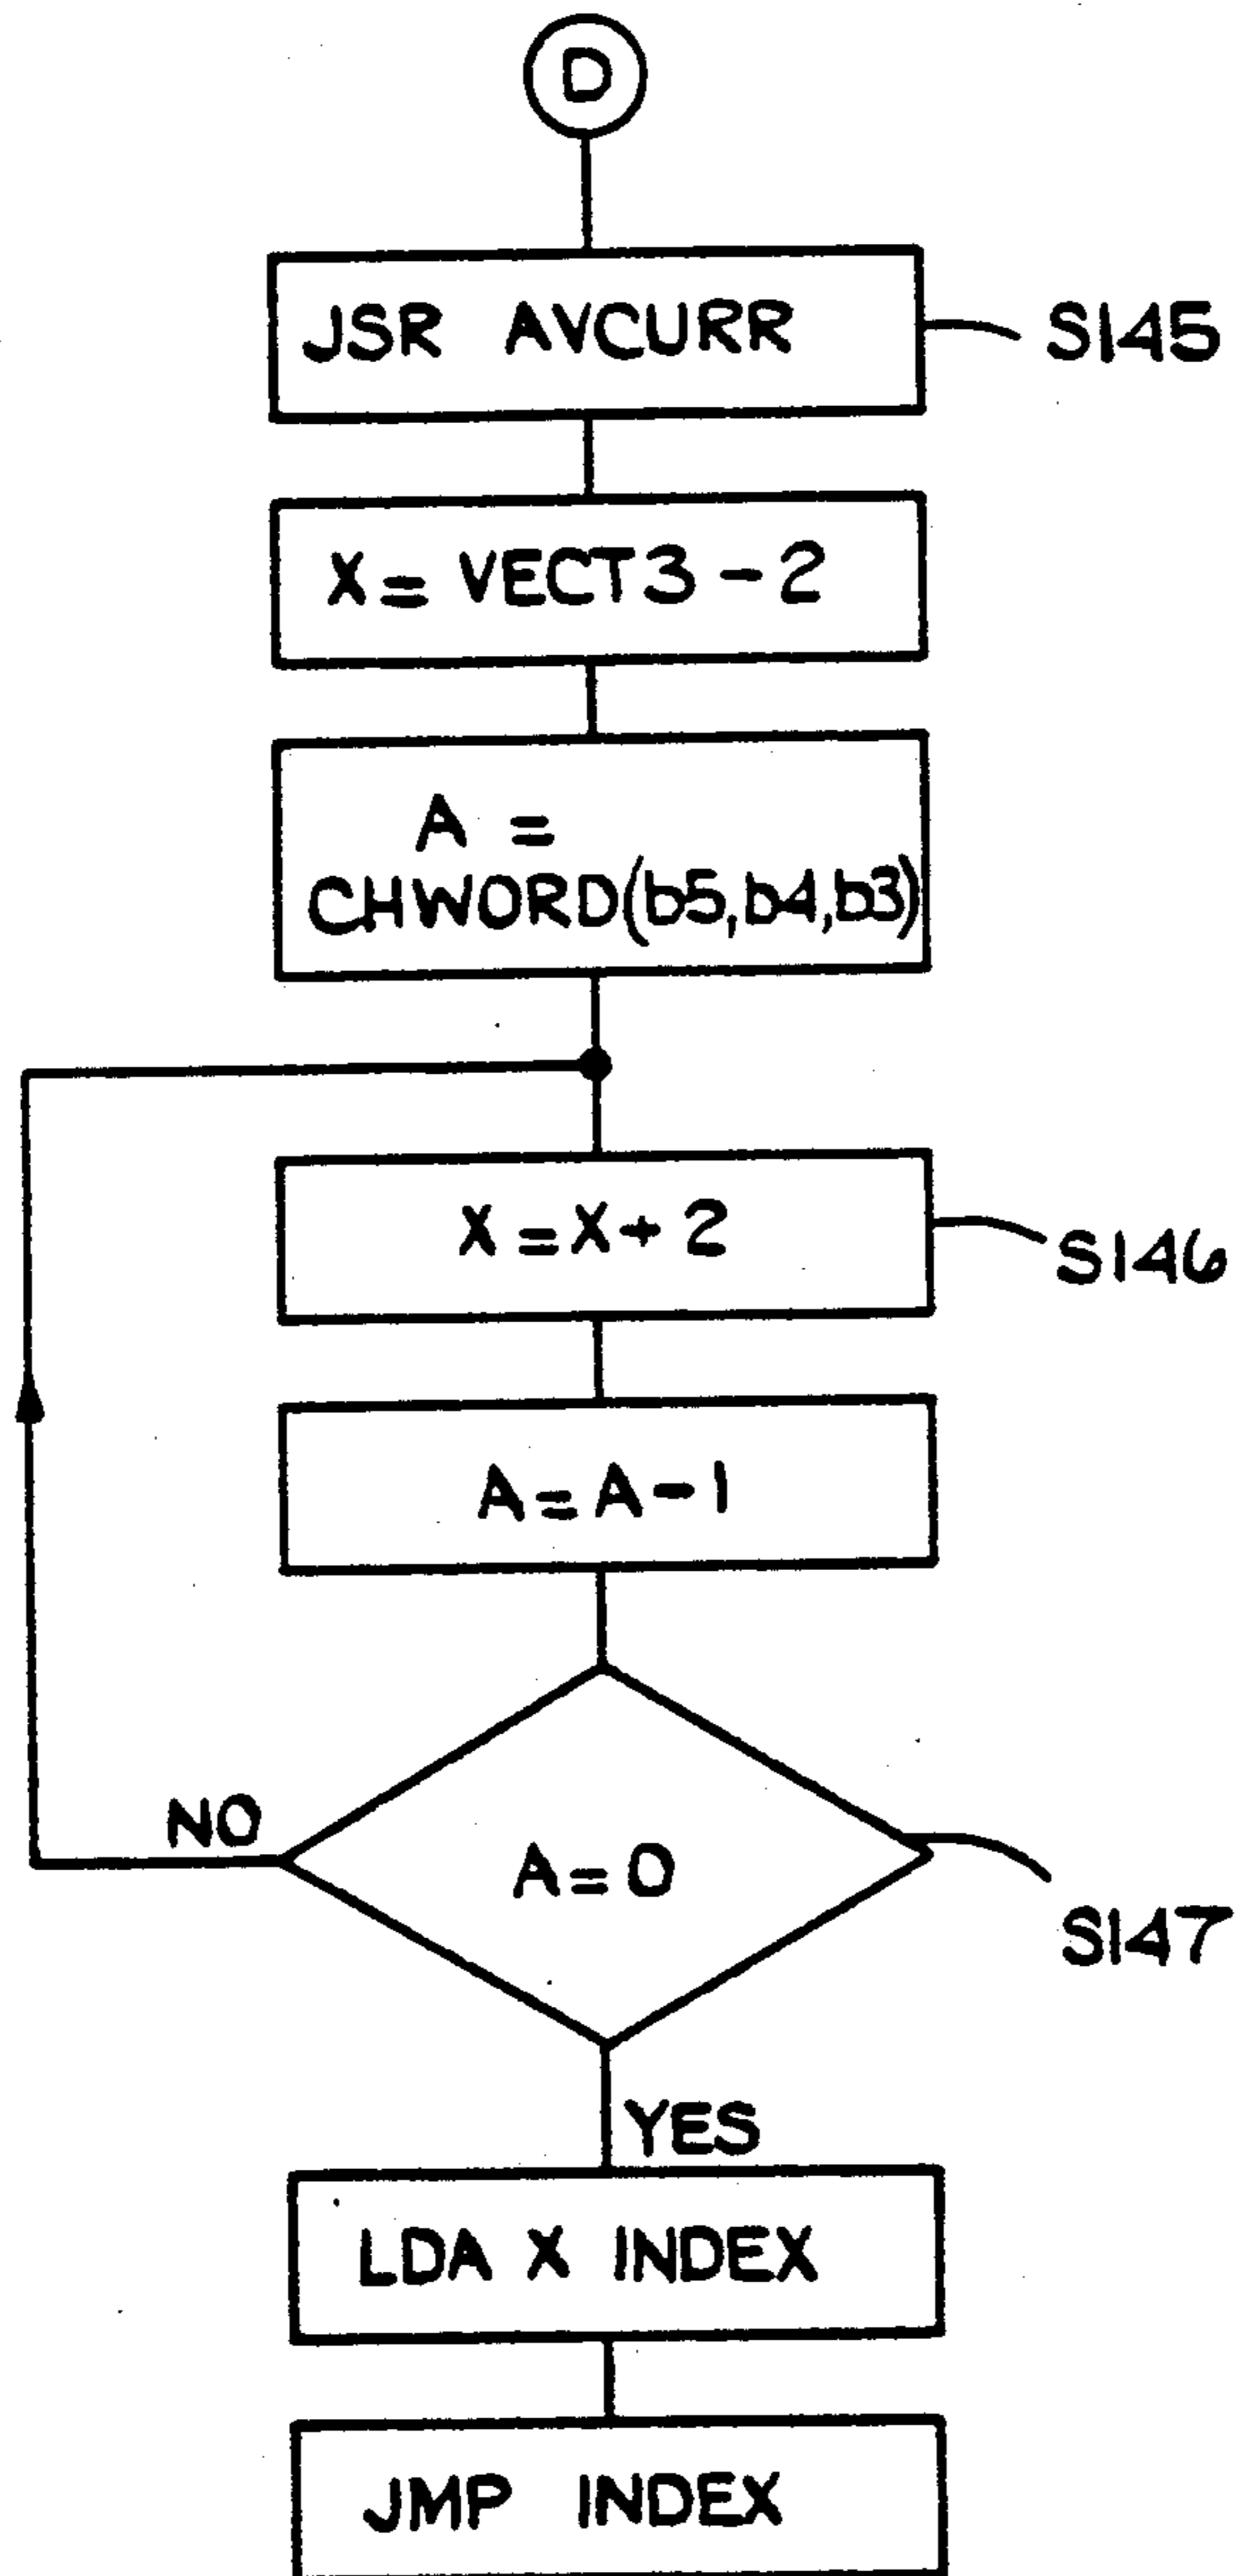 D
JSR AVCURR
S145
X = VECT3 - 2
A =
CHWORD(b5,b4,b3)
X = X + 2
S146
A = A - 1
NO
A = 0
S147
YES
LDA X INDEX
JMP INDEX